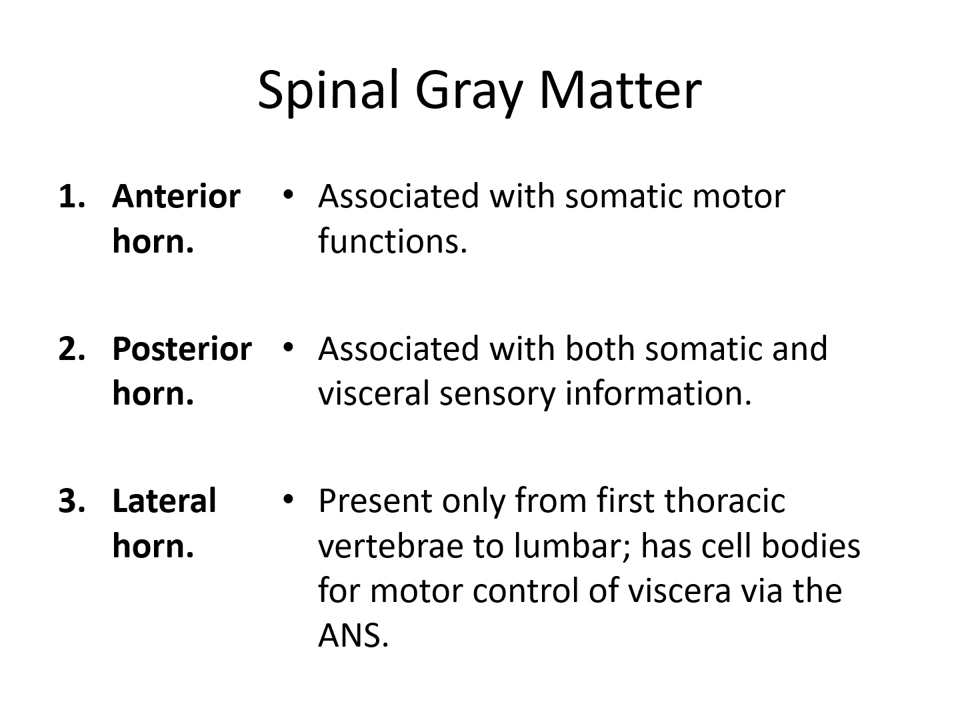 Spinal Gray Matter
1. Anterior horn.
• Associated with somatic motor
functions.
2. Posterior horn.
• Associated with both somatic and
visceral sensory information.
3. Lateral horn.
• Present only from first thoracic
vertebrae to lumbar; has cell bodies
for motor control of viscera via the
ANS.